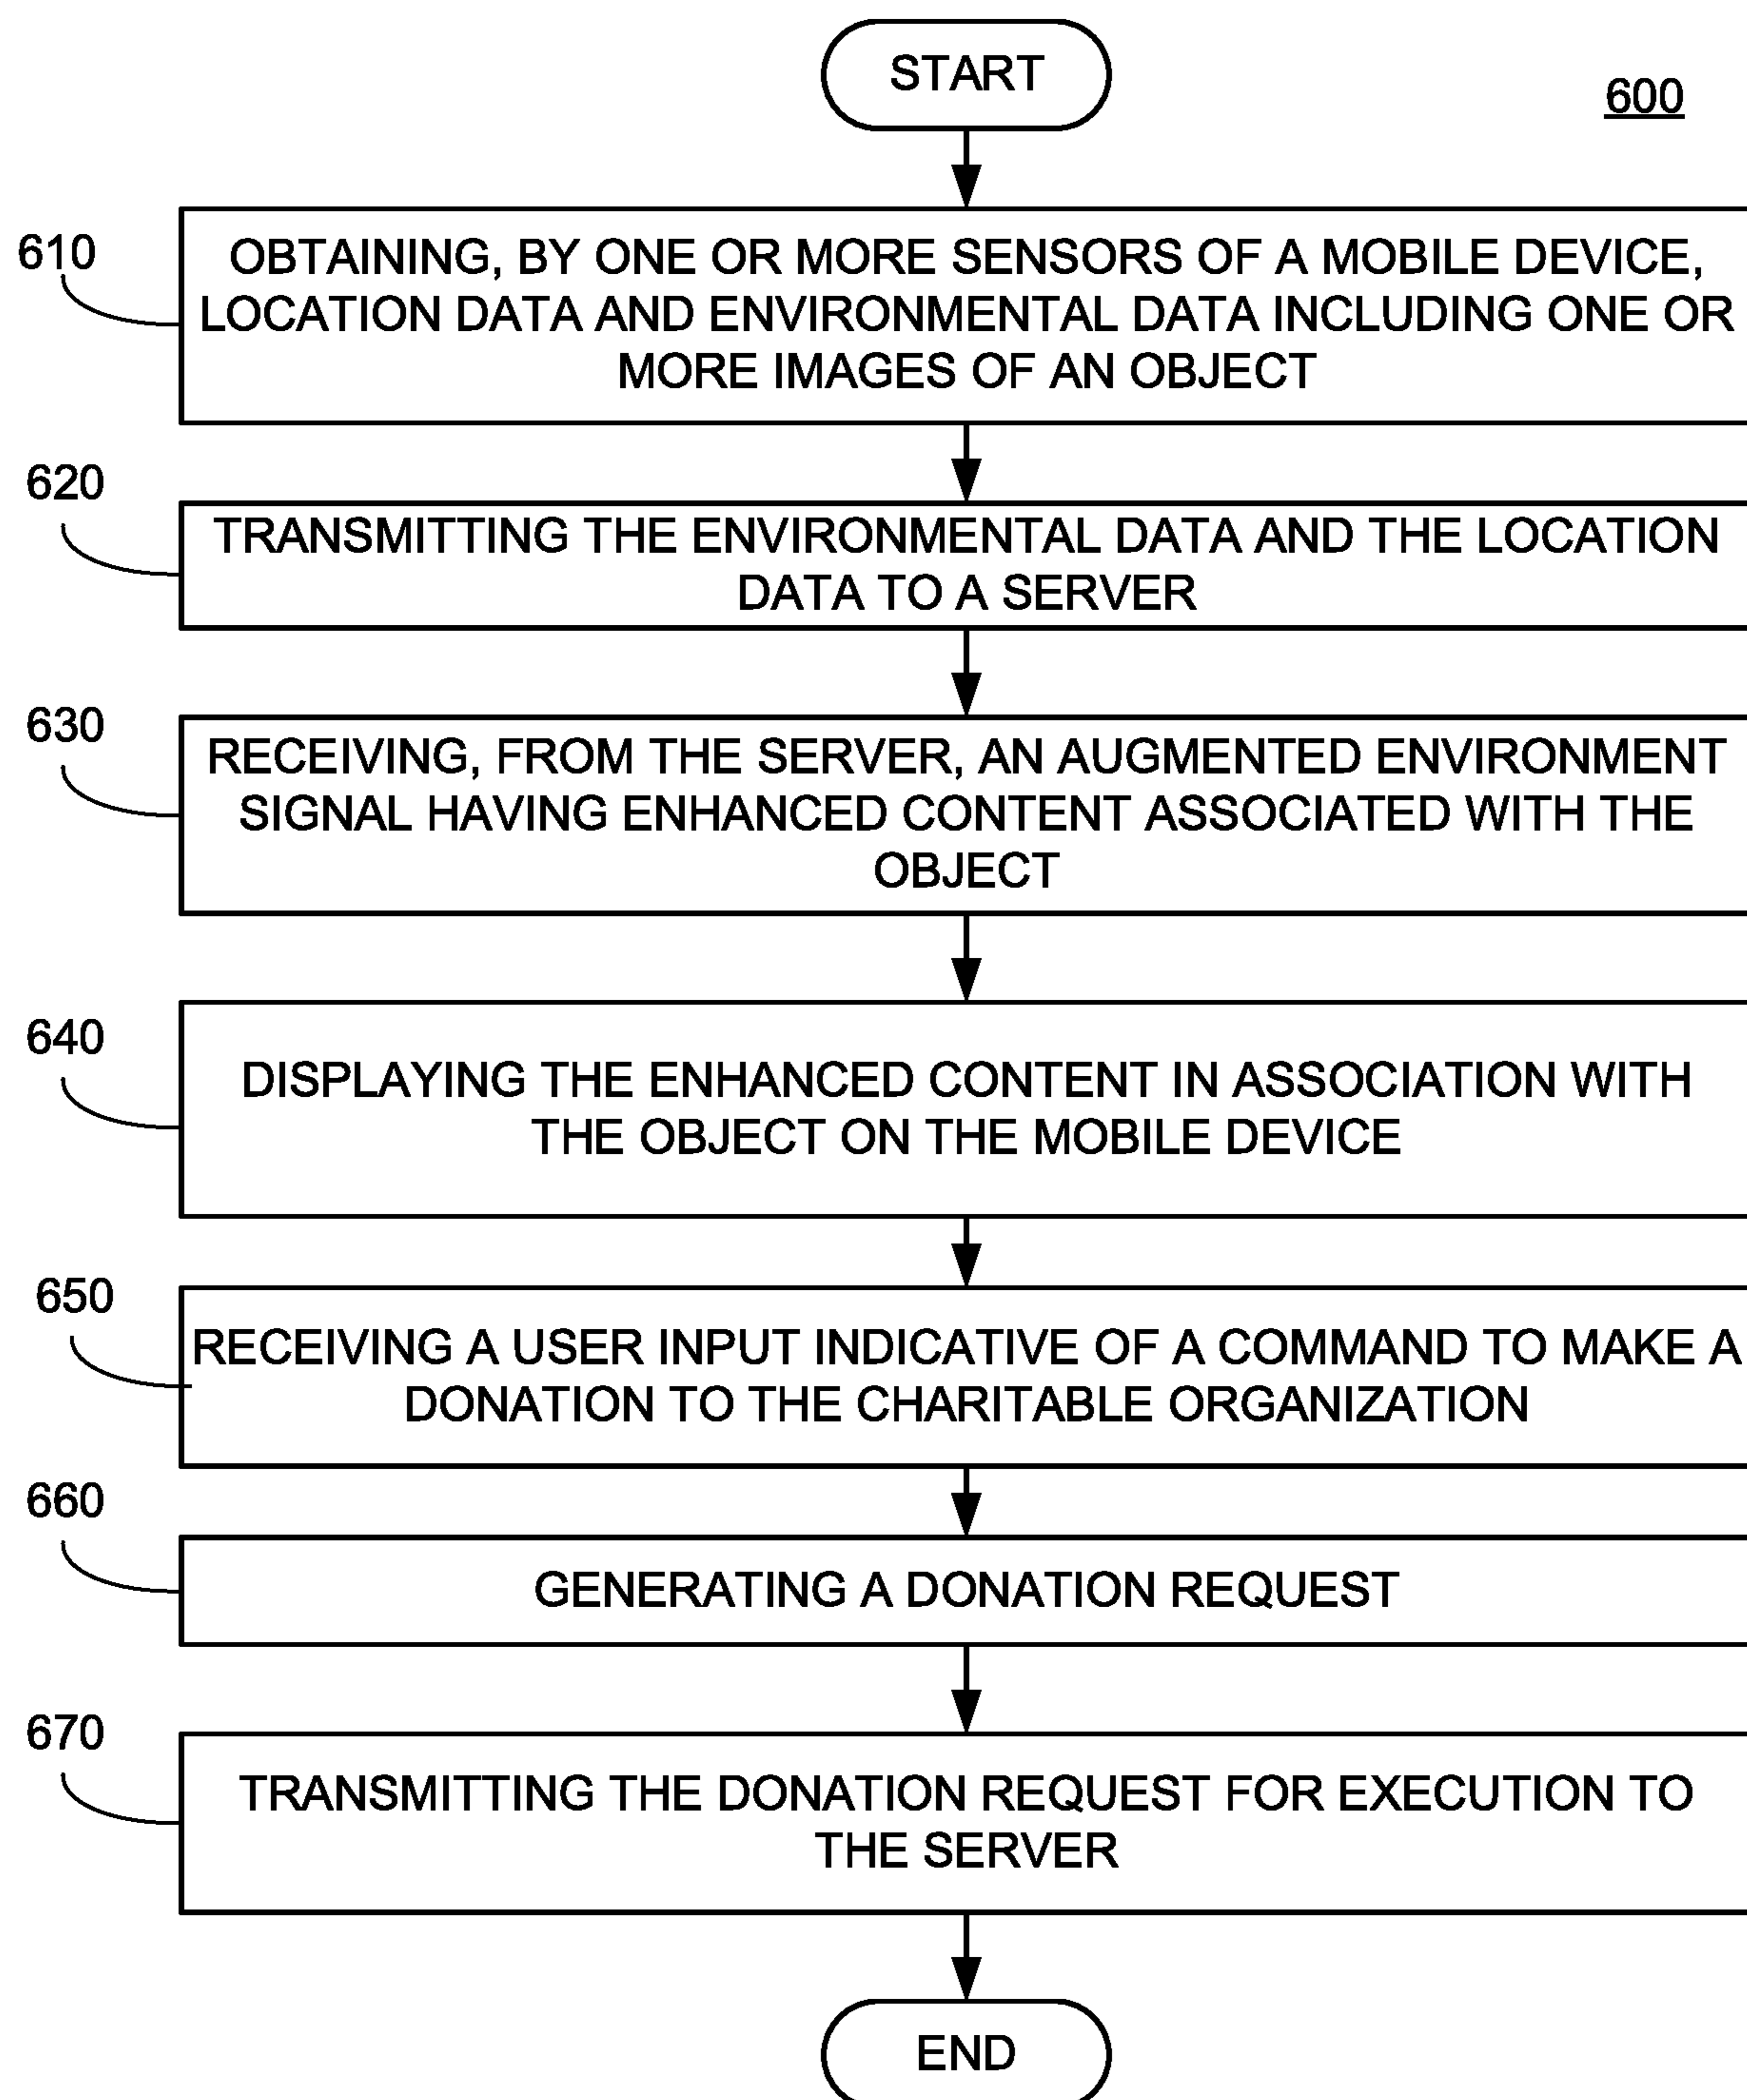 START
600
610
OBTAINING, BY ONE OR MORE SENSORS OF A MOBILE DEVICE,
LOCATION DATA AND ENVIRONMENTAL DATA INCLUDING ONE OR
MORE IMAGES OF AN OBJECT
620
TRANSMITTING THE ENVIRONMENTAL DATA AND THE LOCATION
DATA TO A SERVER
630
RECEIVING, FROM THE SERVER, AN AUGMENTED ENVIRONMENT
SIGNAL HAVING ENHANCED CONTENT ASSOCIATED WITH THE
OBJECT
640
DISPLAYING THE ENHANCED CONTENT IN ASSOCIATION WITH
THE OBJECT ON THE MOBILE DEVICE
650
RECEIVING A USER INPUT INDICATIVE OF A COMMAND TO MAKE A
DONATION TO THE CHARITABLE ORGANIZATION
660
GENERATING A DONATION REQUEST
670
TRANSMITTING THE DONATION REQUEST FOR EXECUTION TO
THE SERVER
END